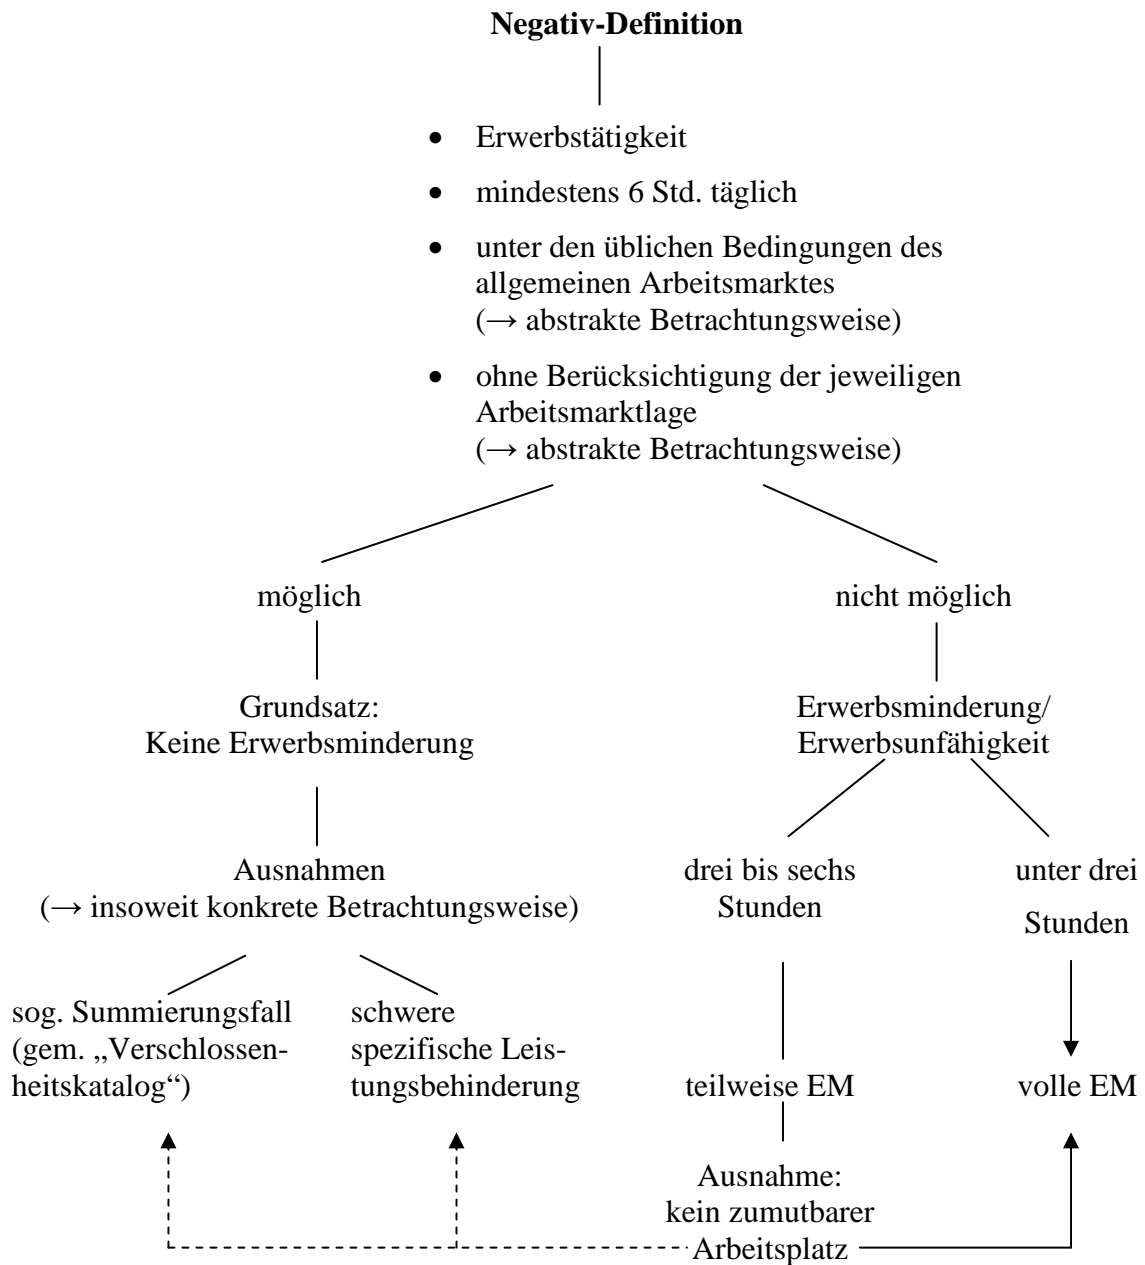 Negativ-Definition
• Erwerbstätigkeit
• mindestens 6 Std. täglich
• unter den üblichen Bedingungen des
allgemeinen Arbeitsmarktes
(→ abstrakte Betrachtungsweise)
• ohne Berücksichtigung der jeweiligen
Arbeitsmarktlage
(→ abstrakte Betrachtungsweise)
möglich
nicht möglich
Grundsatz:
Keine Erwerbsminderung
Erwerbsminderung/
Erwerbsunfähigkeit
Ausnahmen
(→ insoweit konkrete Betrachtungsweise)
drei bis sechs
Stunden
unter drei
Stunden
sog. Summierungsfall
(gem. „Verschlossen-
heitskatalog“)
schwere
spezifische Leis-
tungsbehinderung
teilweise EM
volle EM
Ausnahme:
kein zumutbarer
Arbeitsplatz